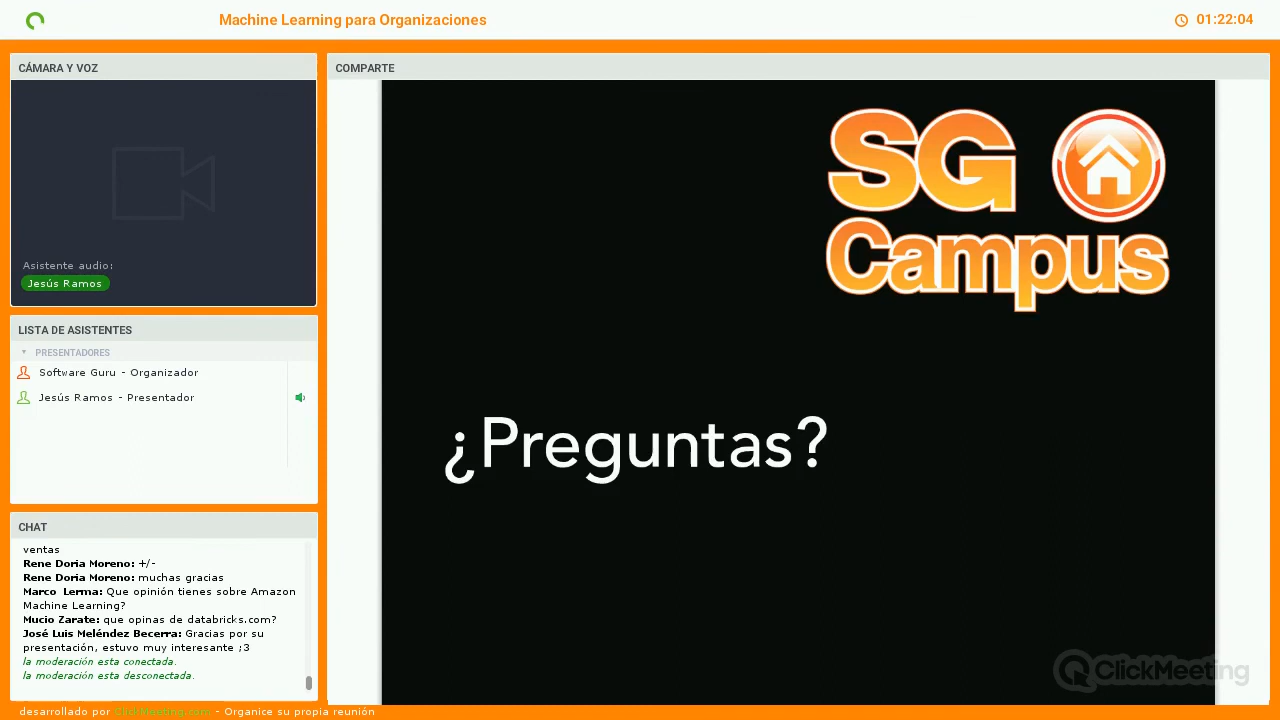 Machine Learning para Organizaciones
01:22:04
CÁMARA Y VOZ
Asistente audio:
Jesús Ramos
LISTA DE ASISTENTES
PRESENTADORES
Software Guru - Organizador
Jesús Ramos - Presentador
CHAT
ventas
Rene Doria Moreno: +/-
Rene Doria Moreno: muchas gracias
Marco Lerma: Que opinión tienes sobre Amazon
Machine Learning?
Mucio Zarate: que opinas de databricks.com?
José Luis Meléndez Becerra: Gracias por su
presentación, estuvo muy interesante ;3
la moderación esta conectada.
la moderación esta desconectada.
desarrollado por ClickMeeting.com - Organice su propia reunión
COMPARTE
SG
Campus
¿Preguntas?
ClickMeeting